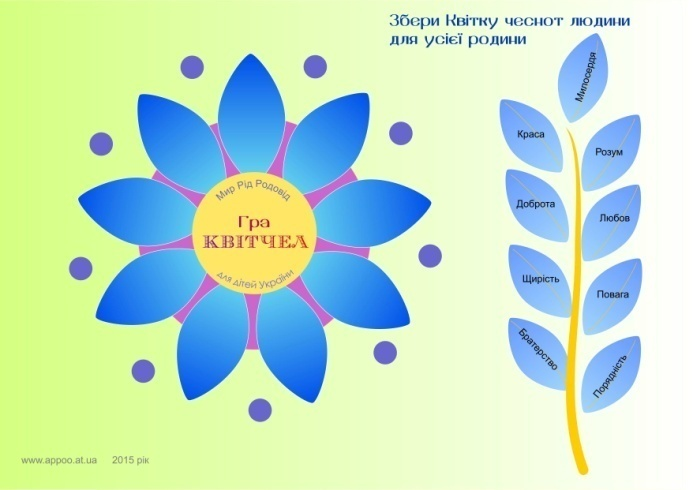 Збери Квітку чеснот людини
для усієї родини
Мир Рід Родовід
Гра
КВІТЧЕЛ
для дітей України
Милосердя
Краса
Розум
Доброта
Любов
Щирість
Повага
Братерство
Порядність
www.appoo.at.ua 2015 рік